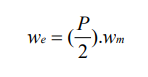 we = (P/2).wm